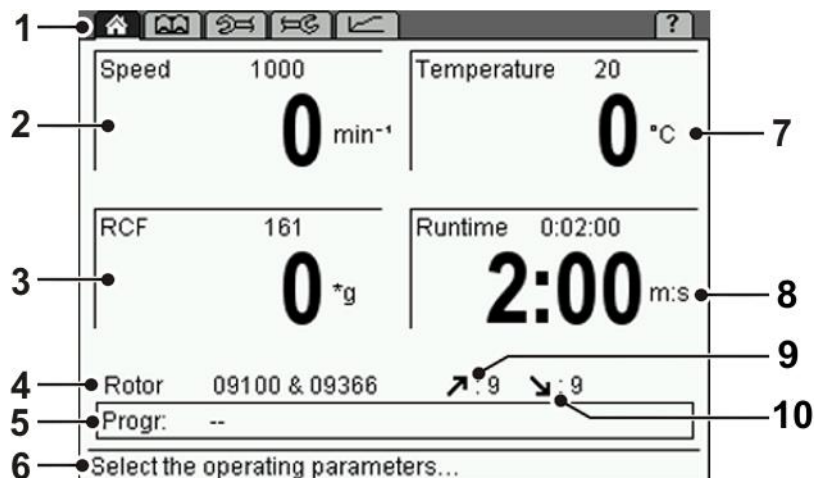 1
?
Speed 1000
0 min⁻¹
2
Temperature 20
0 °C
7
RCF 161
0 *g
3
Runtime 0:02:00
2:00 m:s
8
9
4 Rotor 09100 & 09366 ↗ : 9 ↘ : 9
10
5 Progr: --
6 Select the operating parameters...